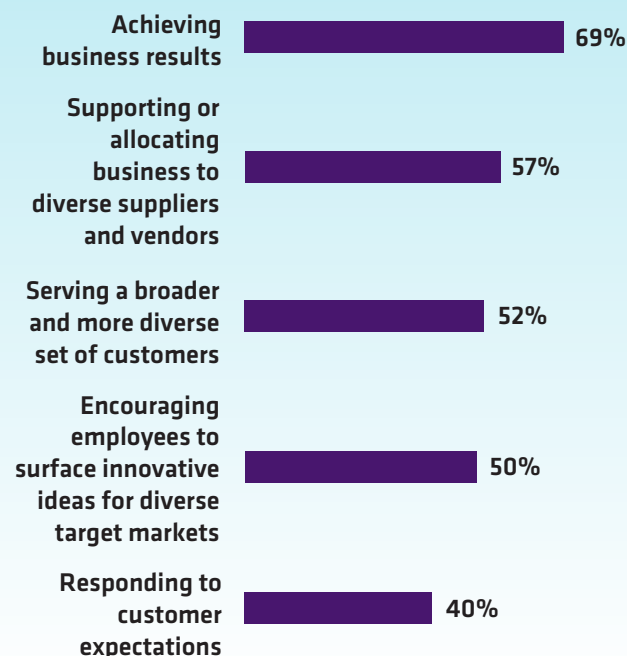 Achieving
business results
69%
Supporting or
allocating
business to
diverse suppliers
and vendors
57%
Serving a broader
and more diverse
set of customers
52%
Encouraging
employees to
surface innovative
ideas for diverse
target markets
50%
Responding to
customer
expectations
40%